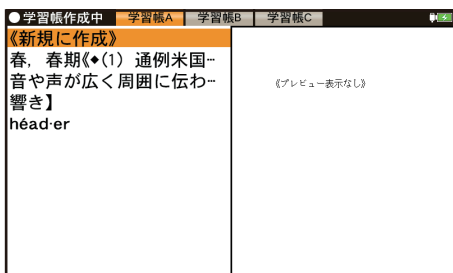 ●学習帳作成中 学習帳A 学習帳B 学習帳C
《新規に作成》
春，春期《◆(1) 通例米国…
音や声が広く周囲に伝わ…
響き】
héad·er
《プレビュー表示なし》